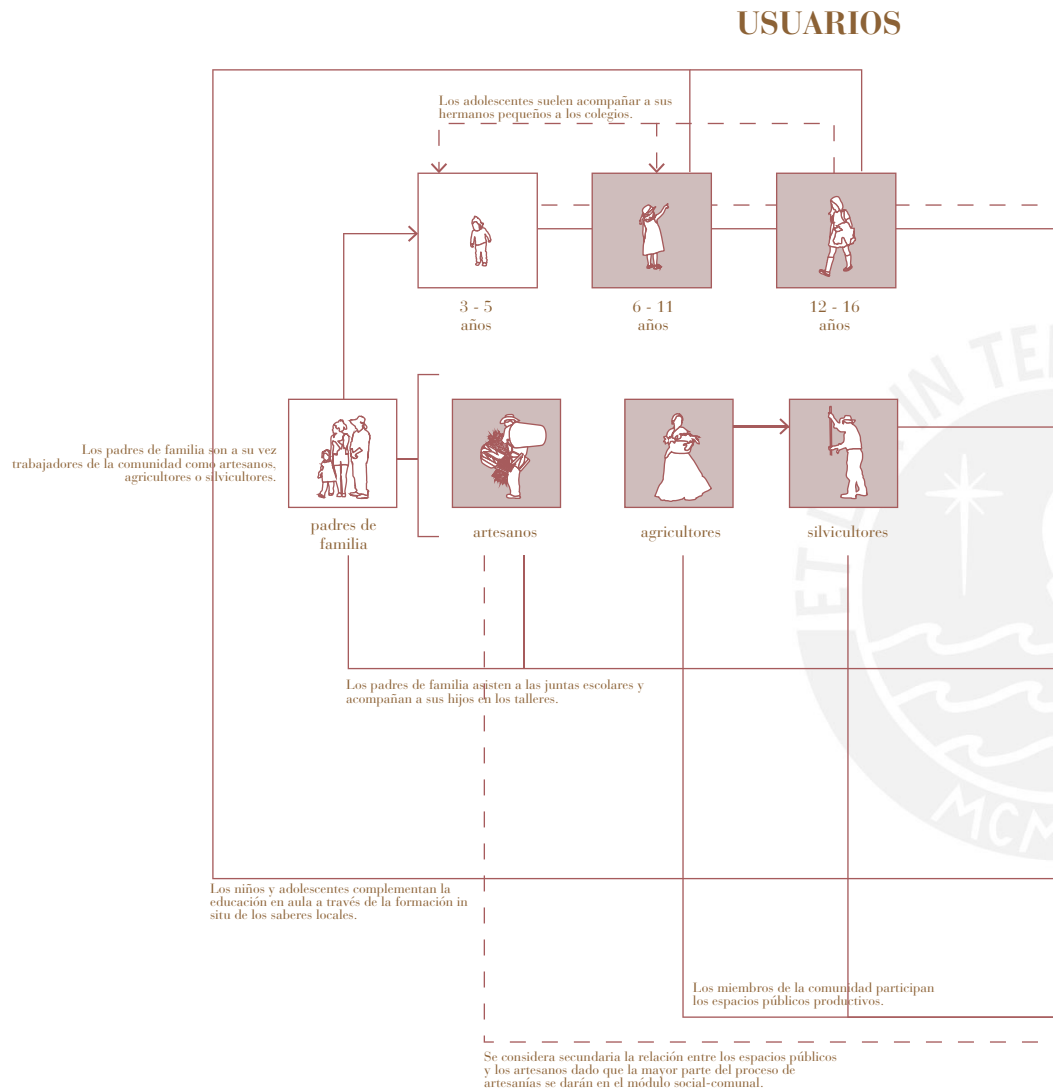 USUARIOS
Los adolescentes suelen acompañar a sus
hermanos pequeños a los colegios.
3 - 5
años
6 - 11
años
12 - 16
años
Los padres de familia son a su vez
trabajadores de la comunidad como artesanos,
agricultores o silvicultores.
padres de
familia
artesanos
agricultores
silvicultores
Los padres de familia asisten a las juntas escolares y
acompañan a sus hijos en los talleres.
Los niños y adolescentes complementan la
educación en aula a través de la formación in
situ de los saberes locales.
Los miembros de la comunidad participan
los espacios públicos productivos.
Se considera secundaria la relación entre los espacios públicos
y los artesanos dado que la mayor parte del proceso de
artesanías se darán en el módulo social-comunal.